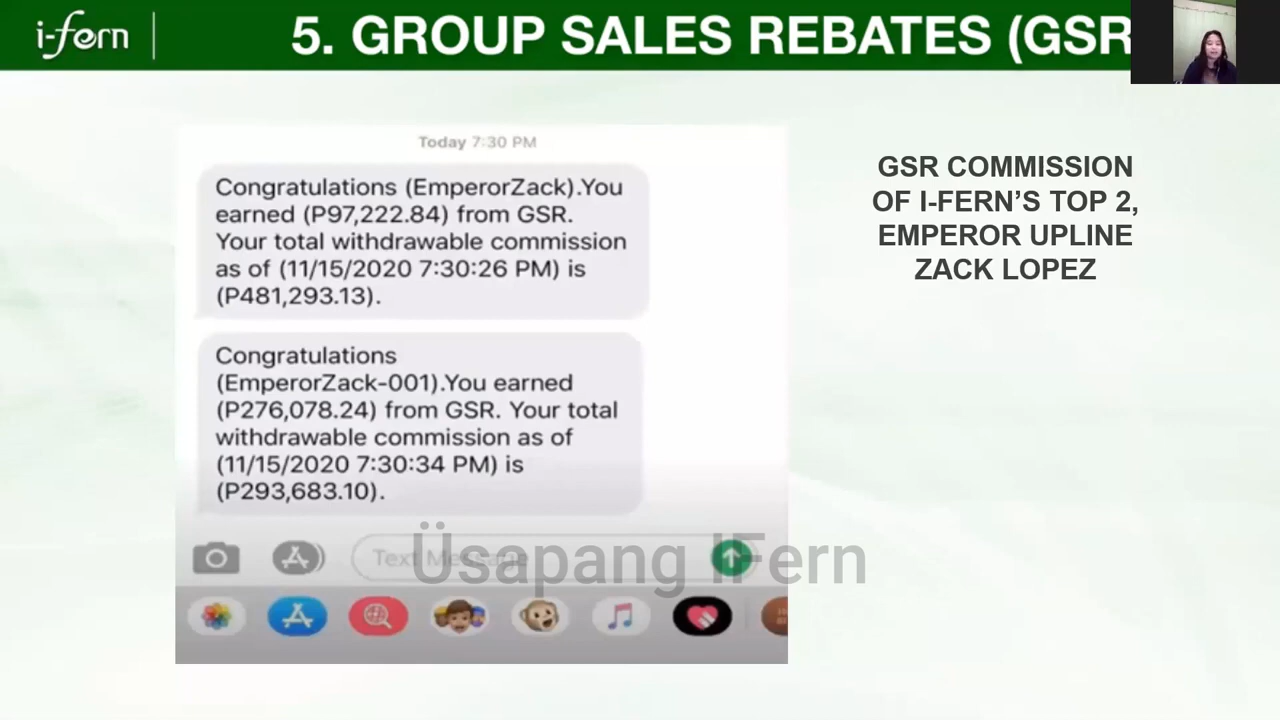 i-fern
5. GROUP SALES REBATES (GSR
Today 7:30 PM
Congratulations (EmperorZack).You
earned (P97,222.84) from GSR.
Your total withdrawable commission
as of (11/15/2020 7:30:26 PM) is
(P481,293.13).
Congratulations
(EmperorZack-001).You earned
(P276,078.24) from GSR. Your total
withdrawable commission as of
(11/15/2020 7:30:34 PM) is
(P293,683.10).
Text Message
Üsapang IFern
GSR COMMISSION
OF I-FERN’S TOP 2,
EMPEROR UPLINE
ZACK LOPEZ